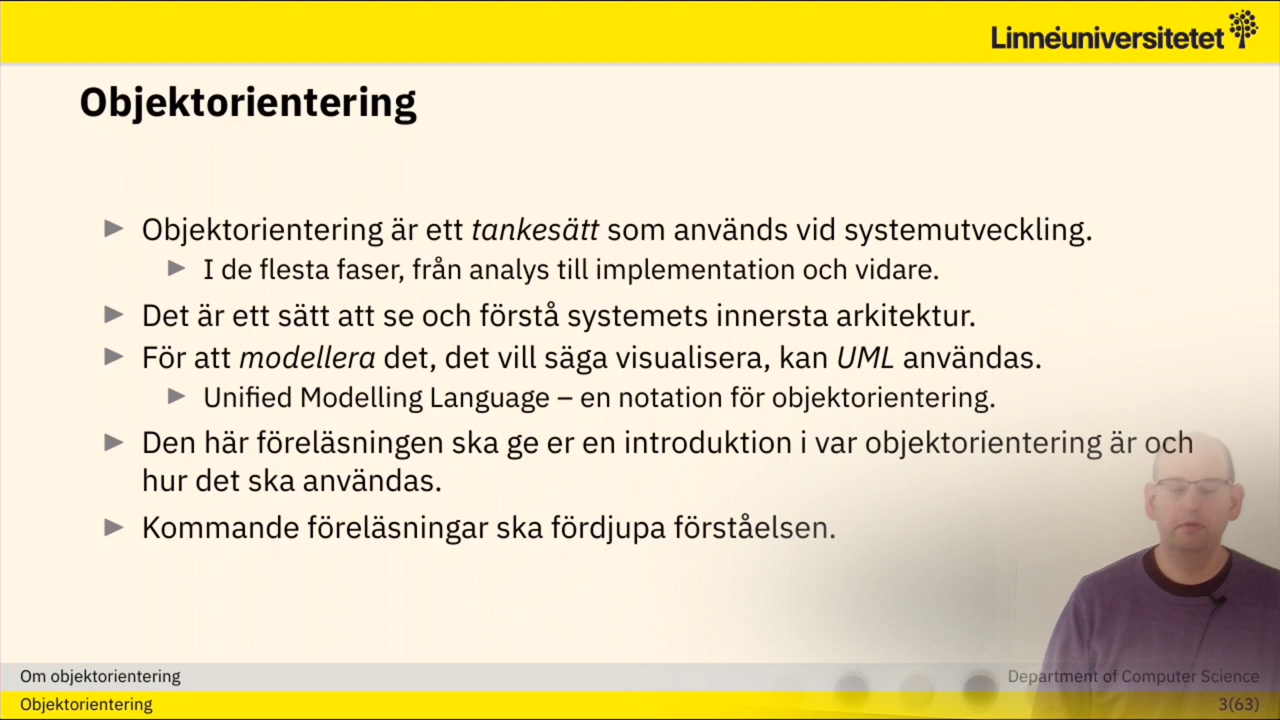 Linnéuniversitetet
Objektorientering
Objektorientering är ett tankesätt som används vid systemutveckling.
I de flesta faser, från analys till implementation och vidare.
Det är ett sätt att se och förstå systemets innersta arkitektur.
För att modellera det, det vill säga visualisera, kan UML användas.
Unified Modelling Language – en notation för objektorientering.
Den här föreläsningen ska ge er en introduktion i var objektorientering är och
hur det ska användas.
Kommande föreläsningar ska fördjupa förståelsen.
Om objektorientering
Department of Computer Science
Objektorientering
3(63)